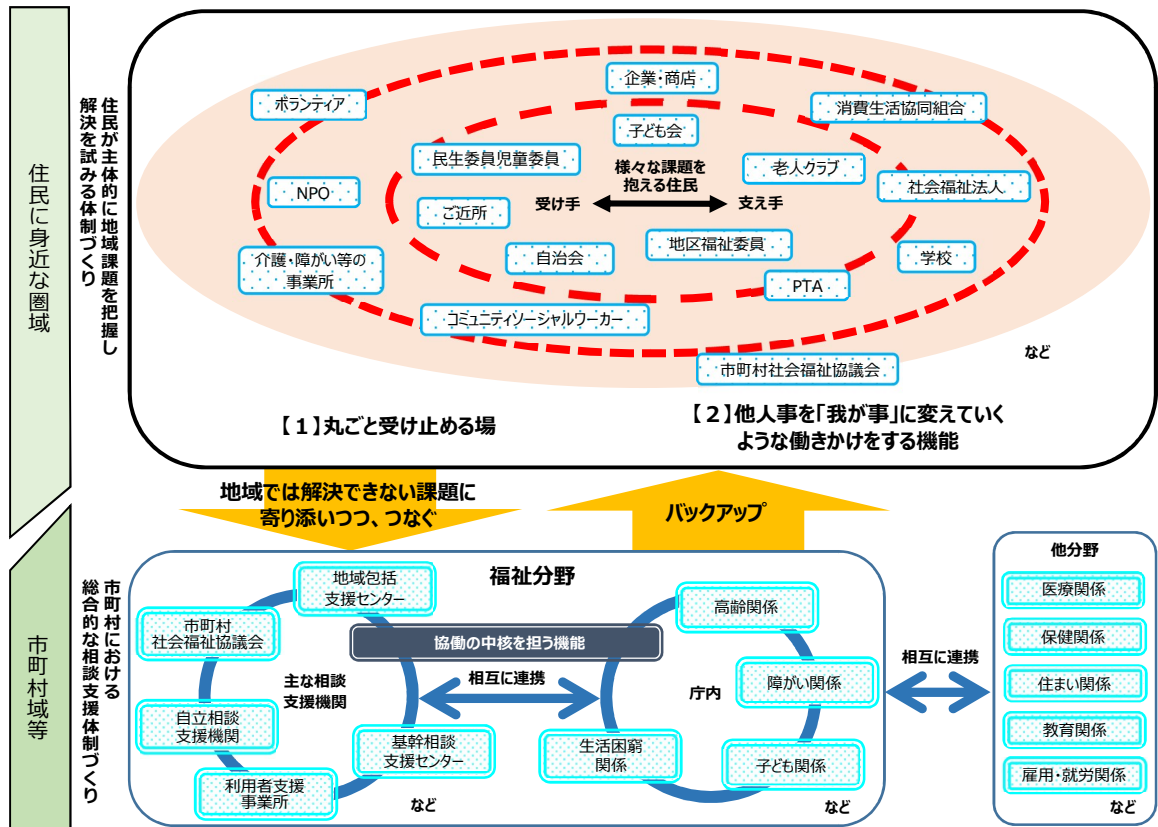 住民に身近な圏域
住民が主体的に地域課題を把握し
解決を試みる体制づくり
企業・商店
ボランティア
消費生活協同組合
子ども会
民生委員児童委員
様々な課題を
抱える住民
老人クラブ
NPO
社会福祉法人
ご近所
受け手
支え手
地区福祉委員
自治会
学校
介護・障がい等の
事業所
PTA
コミュニティソーシャルワーカー
など
市町村社会福祉協議会
【1】丸ごと受け止める場
【2】他人事を「我が事」に変えていく
ような働きかけをする機能
地域では解決できない課題に
寄り添いつつ、つなぐ
バックアップ
市町村域等
市町村における
総合的な相談支援体制づくり
福祉分野
地域包括
支援センター
市町村
社会福祉協議会
協働の中核を担う機能
主な相談
支援機関
相互に連携
自立相談
支援機関
基幹相談
支援センター
利用者支援
事業所
など
高齢関係
障がい関係
庁内
生活困窮
関係
子ども関係
など
相互に連携
他分野
医療関係
保健関係
住まい関係
教育関係
雇用・就労関係
など